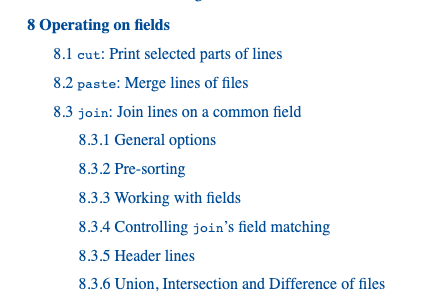 8 Operating on fields
8.1 cut: Print selected parts of lines
8.2 paste: Merge lines of files
8.3 join: Join lines on a common field
8.3.1 General options
8.3.2 Pre-sorting
8.3.3 Working with fields
8.3.4 Controlling join’s field matching
8.3.5 Header lines
8.3.6 Union, Intersection and Difference of files